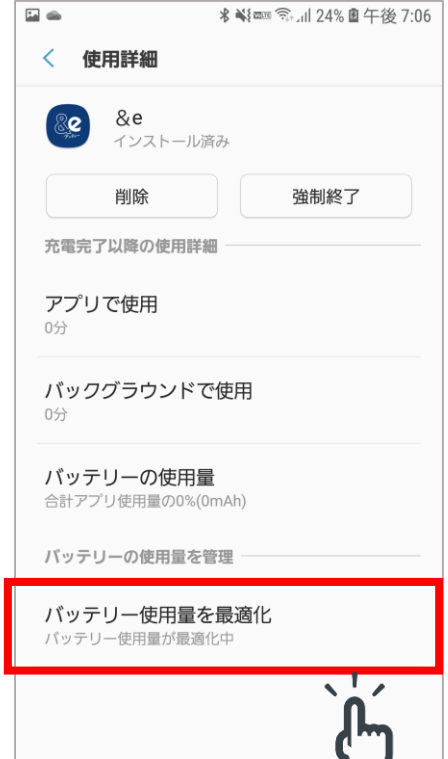 24% 午後 7:06
使用詳細
&e
&e
インストール済み
削除
強制終了
充電完了以降の使用詳細
アプリで使用
0分
バックグラウンドで使用
0分
バッテリーの使用量
合計アプリ使用量の0%(0mAh)
バッテリーの使用量を管理
バッテリー使用量を最適化
バッテリー使用量が最適化中